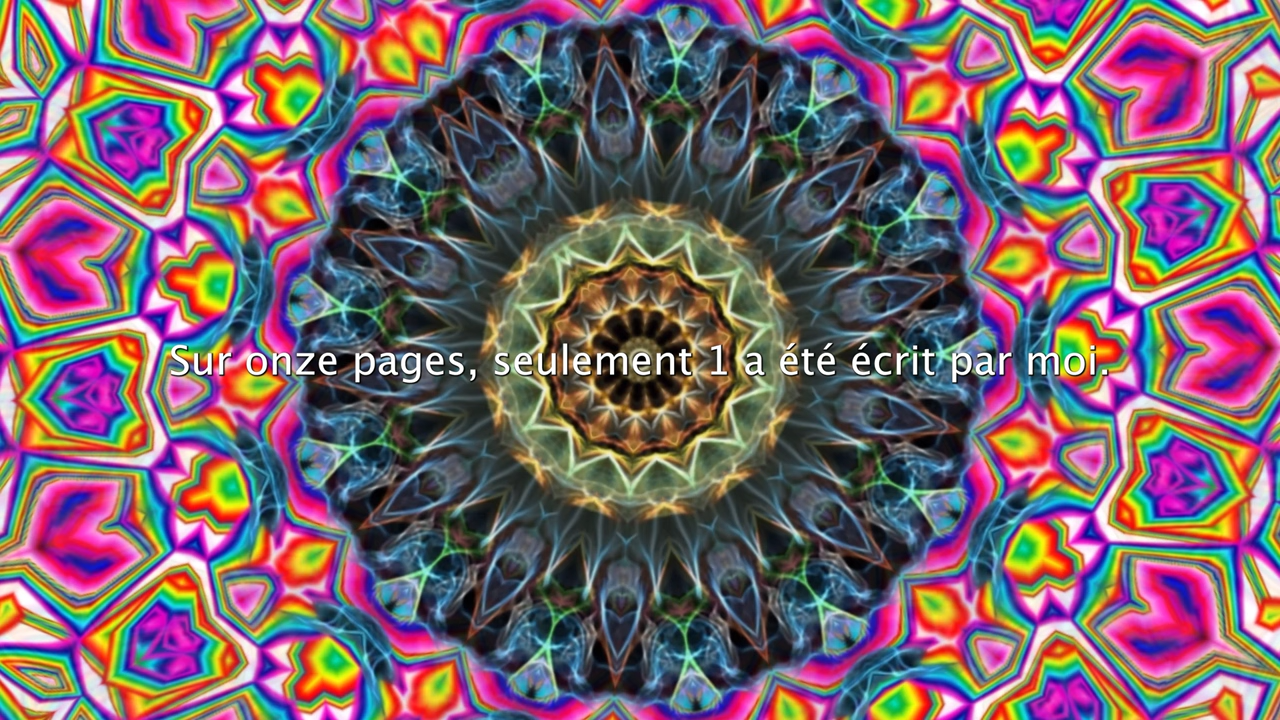 Sur onze pages, seulement 1 a été écrit par moi.